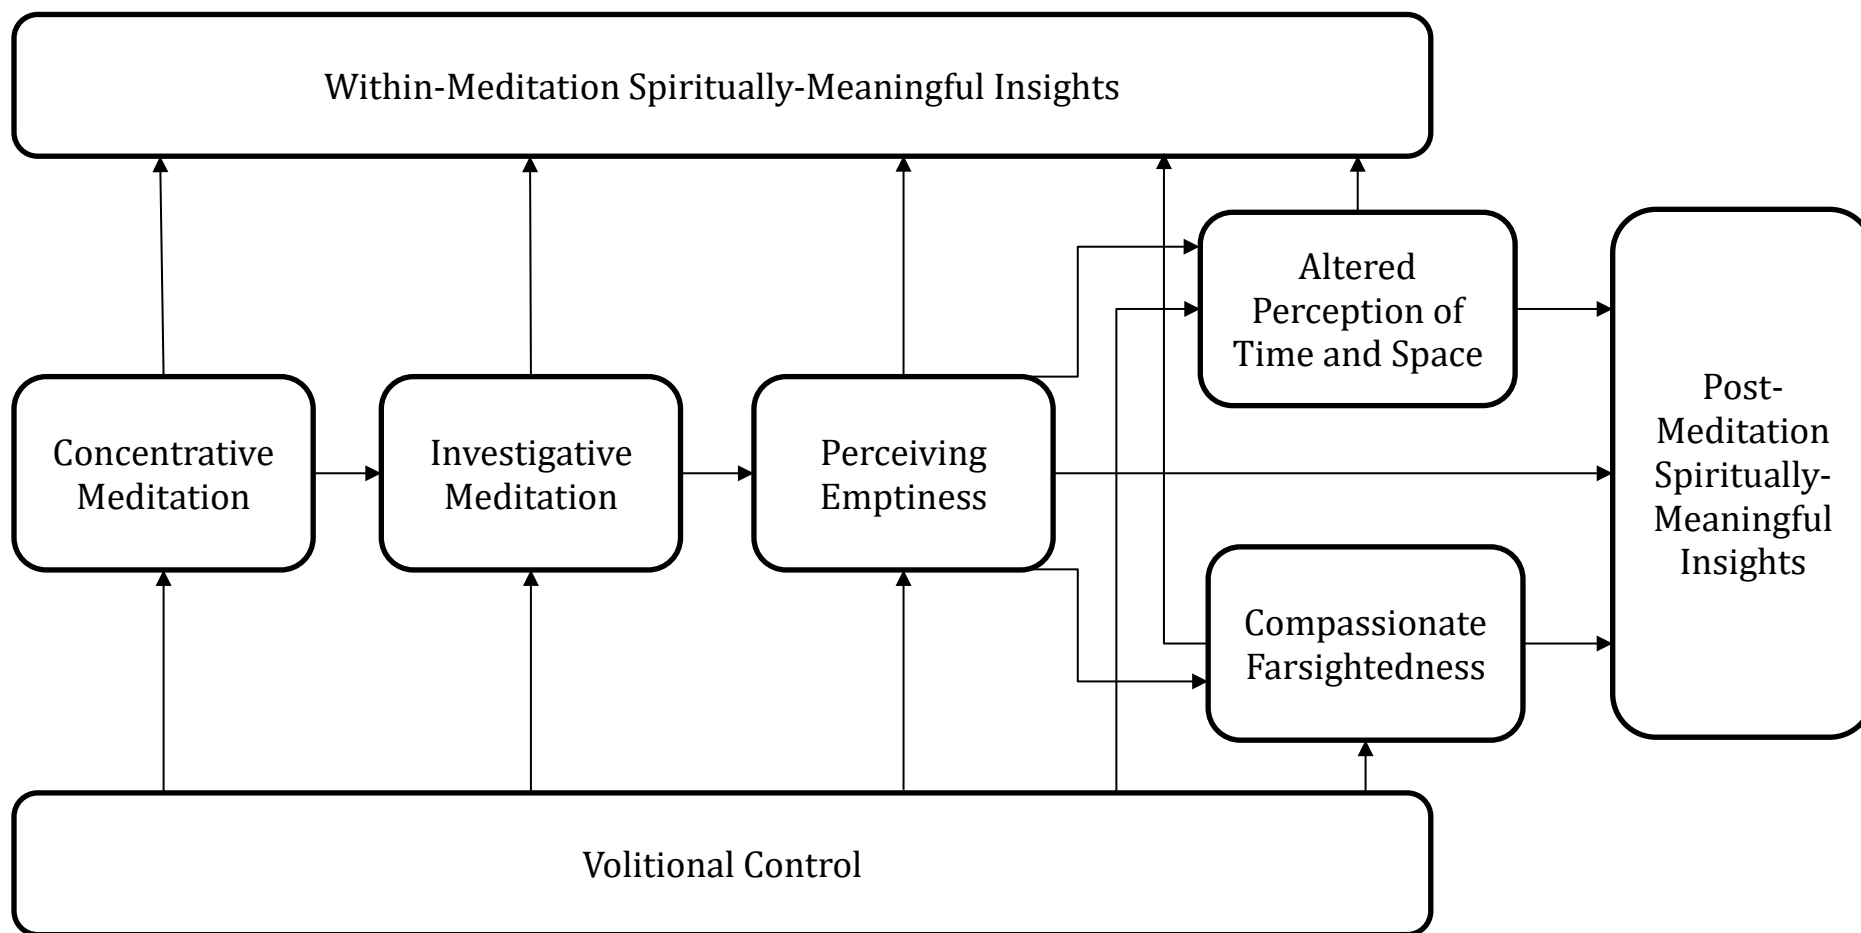 Within-Meditation Spiritually-Meaningful Insights
Concentrative
Meditation
Investigative
Meditation
Perceiving
Emptiness
Altered
Perception of
Time and Space
Compassionate
Farsightedness
Post-
Meditation
Spiritually-
Meaningful
Insights
Volitional Control